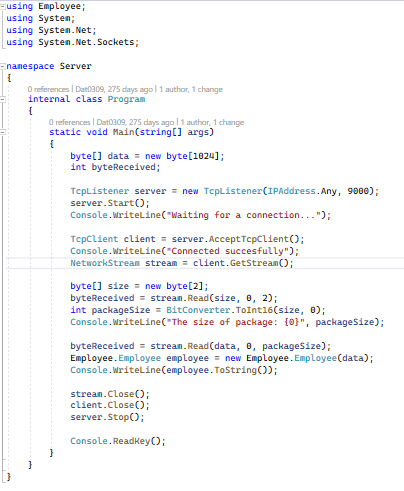 using Employee;
using System;
using System.Net;
using System.Net.Sockets;
namespace Server
{
0 references | Dat0309, 275 days ago | 1 author, 1 change
internal class Program
{
0 references | Dat0309, 275 days ago | 1 author, 1 change
static void Main(string[] args)
{
byte[] data = new byte[1024];
int byteReceived;
TcpListener server = new TcpListener(IPAddress.Any, 9000);
server.Start();
Console.WriteLine("Waiting for a connection...");
TcpClient client = server.AcceptTcpClient();
Console.WriteLine("Connected succesfully");
NetworkStream stream = client.GetStream();
byte[] size = new byte[2];
byteReceived = stream.Read(size, 0, 2);
int packageSize = BitConverter.ToInt16(size, 0);
Console.WriteLine("The size of package: {0}", packageSize);
byteReceived = stream.Read(data, 0, packageSize);
Employee.Employee employee = new Employee.Employee(data);
Console.WriteLine(employee.ToString());
stream.Close();
client.Close();
server.Stop();
Console.ReadKey();
}
}
}